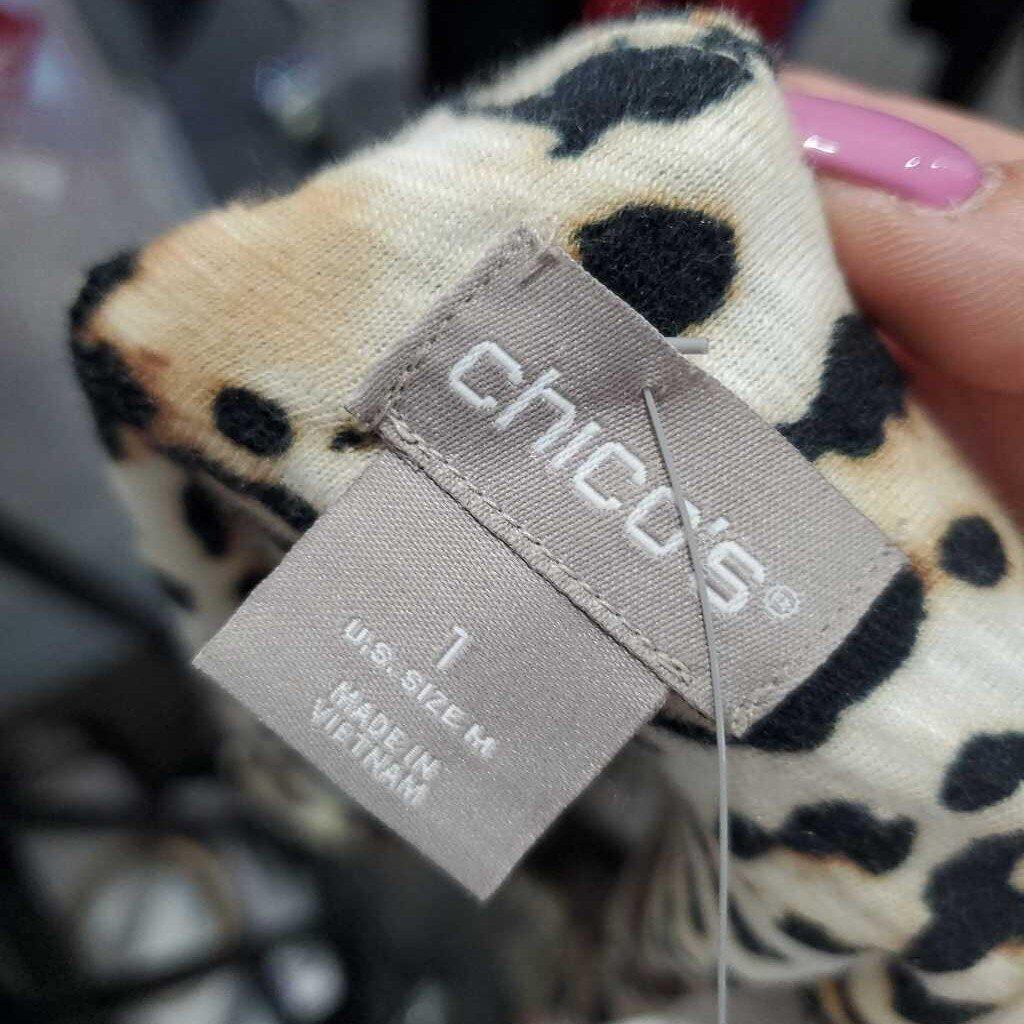 chico's®
1
U.S. SIZE M
MADE IN
VIETNAM